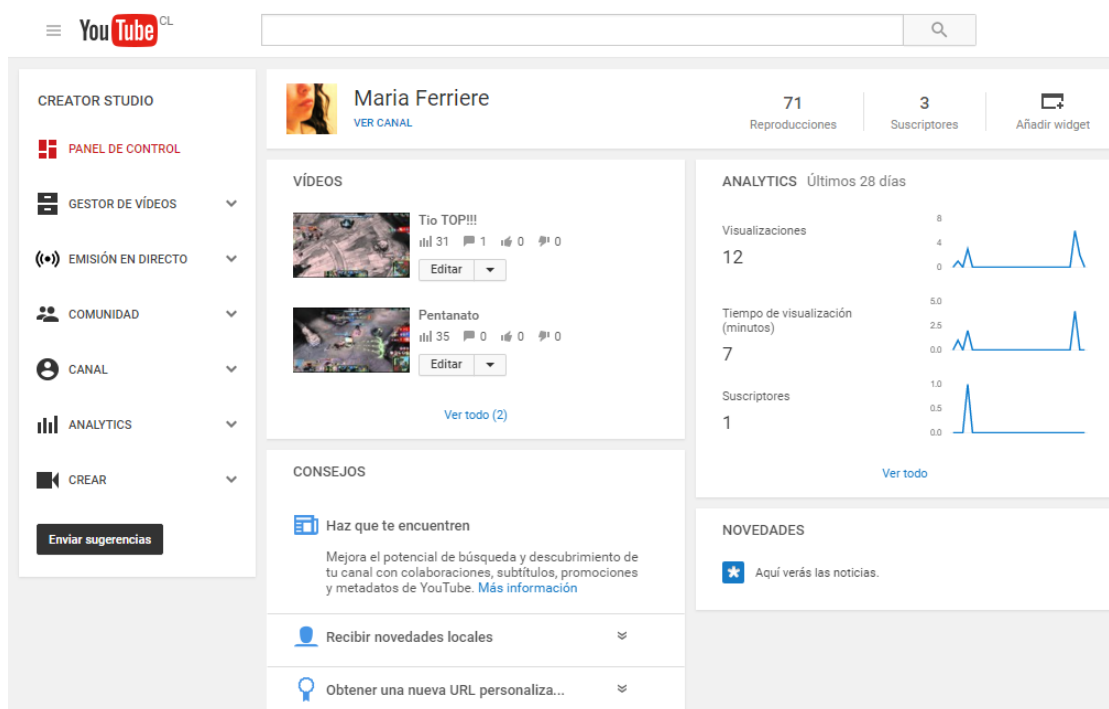 YouTube CL
CREATOR STUDIO
PANEL DE CONTROL
GESTOR DE VÍDEOS
EMISIÓN EN DIRECTO
COMUNIDAD
CANAL
ANALYTICS
CREAR
Enviar sugerencias
Maria Ferriere
VER CANAL
71
Reproducciones
3
Suscriptores
Añadir widget
VÍDEOS
Tio TOP!!!
31 1 0 0
Editar
Pentanato
35 0 0 0
Editar
Ver todo (2)
CONSEJOS
Haz que te encuentren
Mejora el potencial de búsqueda y descubrimiento de
tu canal con colaboraciones, subtítulos, promociones
y metadatos de YouTube. Más información
Recibir novedades locales
Obtener una nueva URL personaliza...
ANALYTICS Últimos 28 días
Visualizaciones
12
8
4
0
Tiempo de visualización
(minutos)
7
5.0
2.5
0.0
Suscriptores
1
1.0
0.5
0.0
Ver todo
NOVEDADES
Aquí verás las noticias.